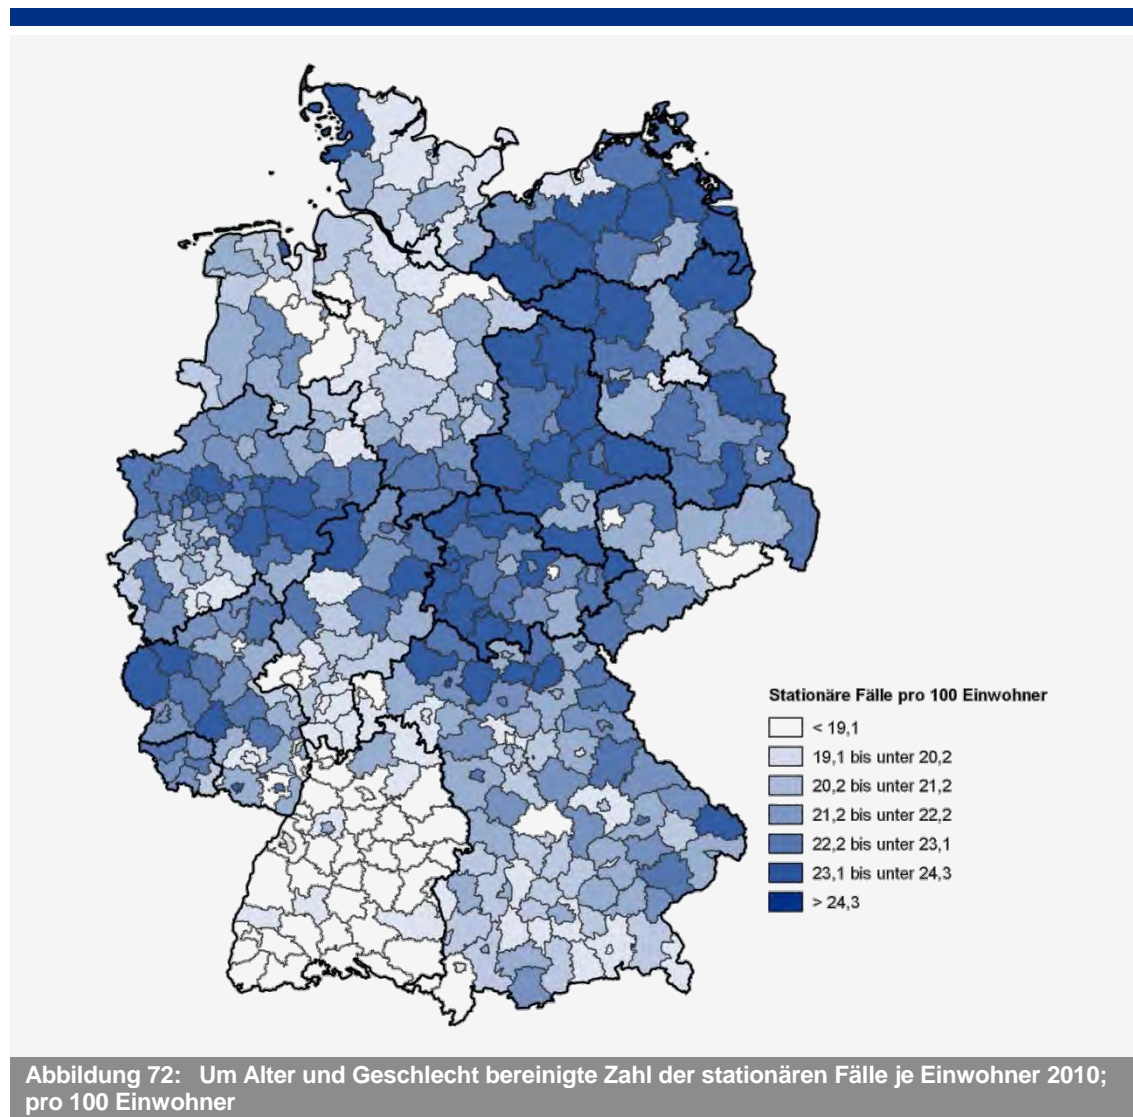 Stationäre Fälle pro 100 Einwohner
< 19,1
19,1 bis unter 20,2
20,2 bis unter 21,2
21,2 bis unter 22,2
22,2 bis unter 23,1
23,1 bis unter 24,3
> 24,3
Abbildung 72: Um Alter und Geschlecht bereinigte Zahl der stationären Fälle je Einwohner 2010;
pro 100 Einwohner